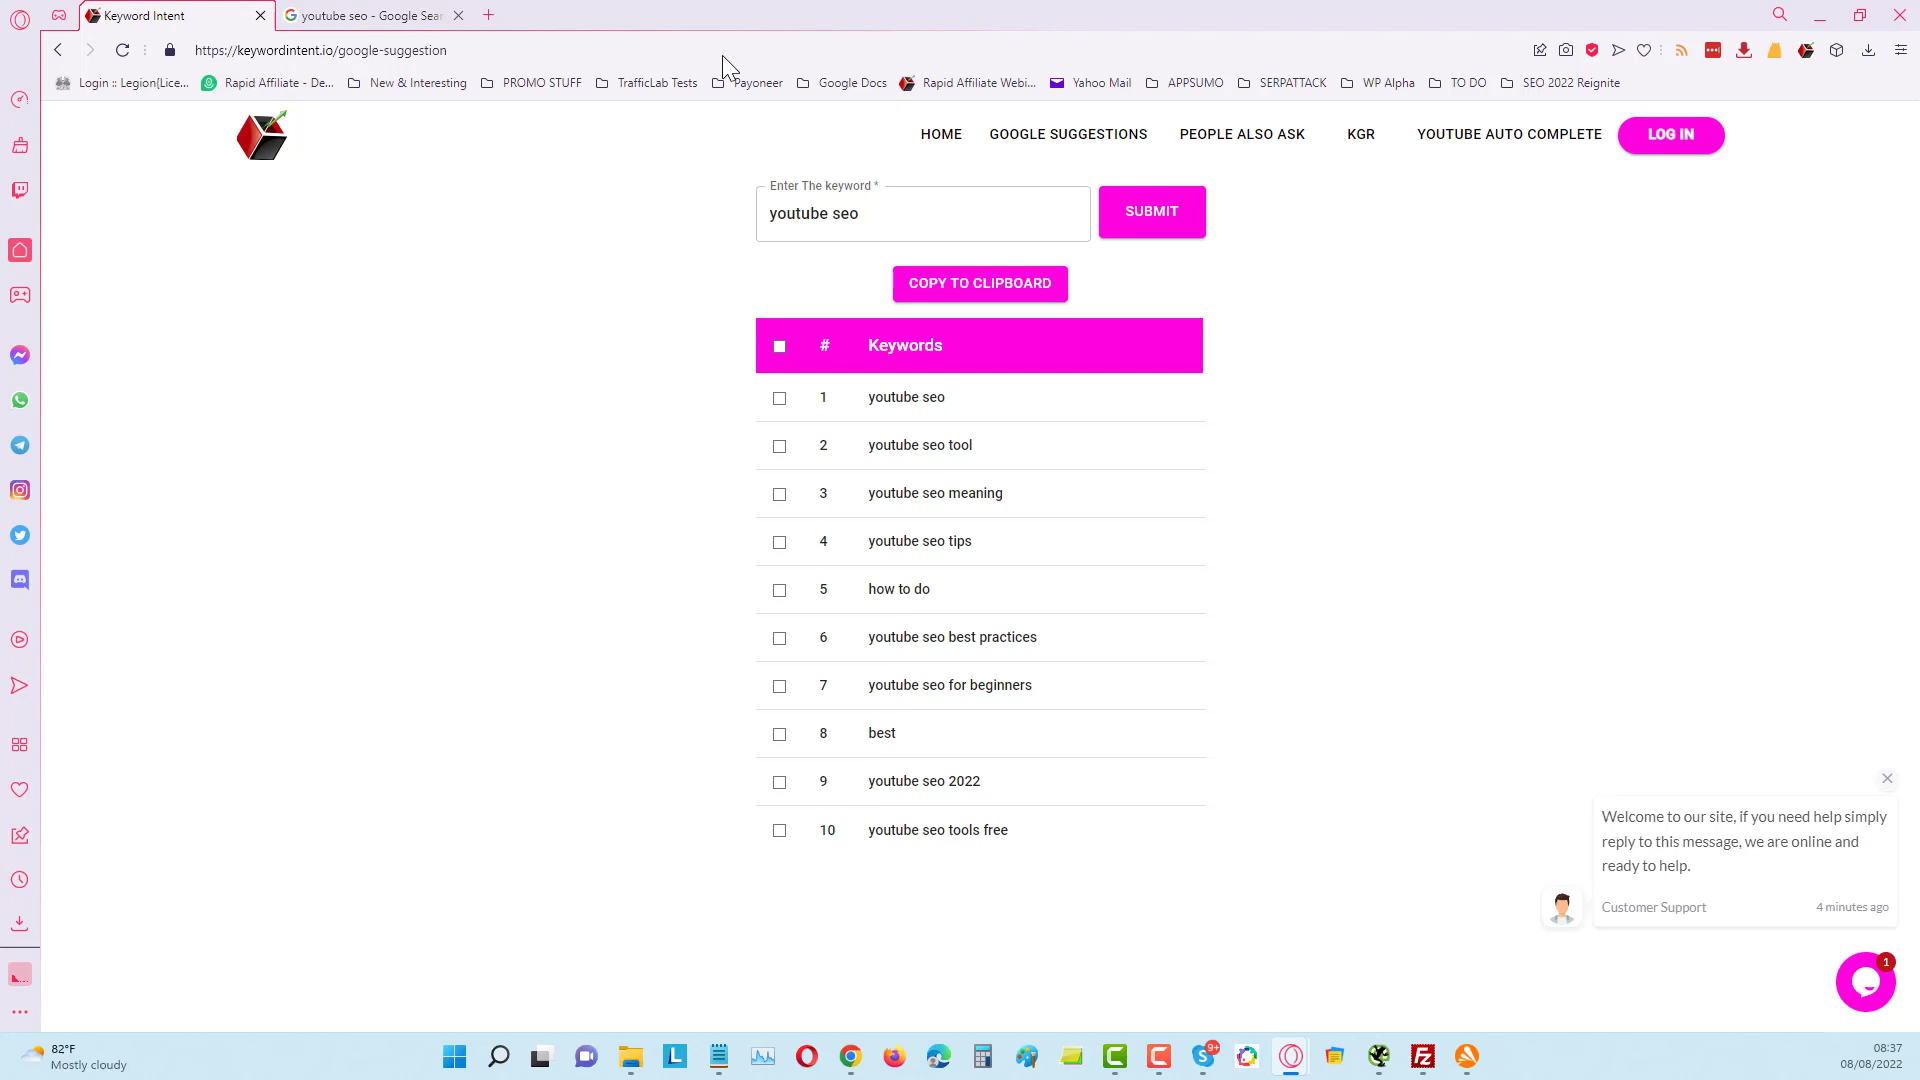 Keyword Intent
youtube seo - Google Sear
https://keywordintent.io/google-suggestion
Login :: Legion{Lice...
Rapid Affiliate - De...
New & Interesting
PROMO STUFF
TrafficLab Tests
Payoneer
Google Docs
Rapid Affiliate Webi...
Yahoo Mail
APPSUMO
SERPATTACK
WP Alpha
TO DO
SEO 2022 Reignite
HOME
GOOGLE SUGGESTIONS
PEOPLE ALSO ASK
KGR
YOUTUBE AUTO COMPLETE
LOG IN
Enter The keyword *
youtube seo
SUBMIT
COPY TO CLIPBOARD
# Keywords
1 youtube seo
2 youtube seo tool
3 youtube seo meaning
4 youtube seo tips
5 how to do
6 youtube seo best practices
7 youtube seo for beginners
8 best
9 youtube seo 2022
10 youtube seo tools free
Welcome to our site, if you need help simply
reply to this message, we are online and
ready to help.
Customer Support
4 minutes ago
1
82°F
Mostly cloudy
L
9+
Fz
08:37
08/08/2022